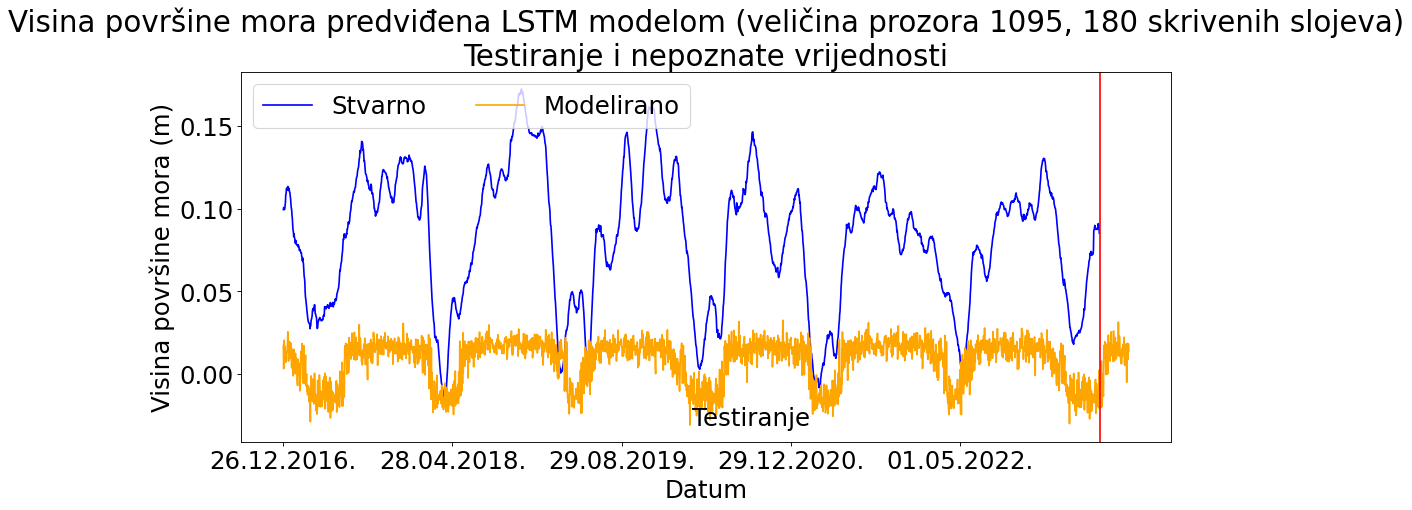 Visina površine mora predviđena LSTM modelom (veličina prozora 1095, 180 skrivenih slojeva)
Testiranje i nepoznate vrijednosti
Stvarno
Modelirano
Visina površine mora (m)
0.15
0.10
0.05
0.00
Testiranje
26.12.2016.
28.04.2018.
29.08.2019.
29.12.2020.
01.05.2022.
Datum